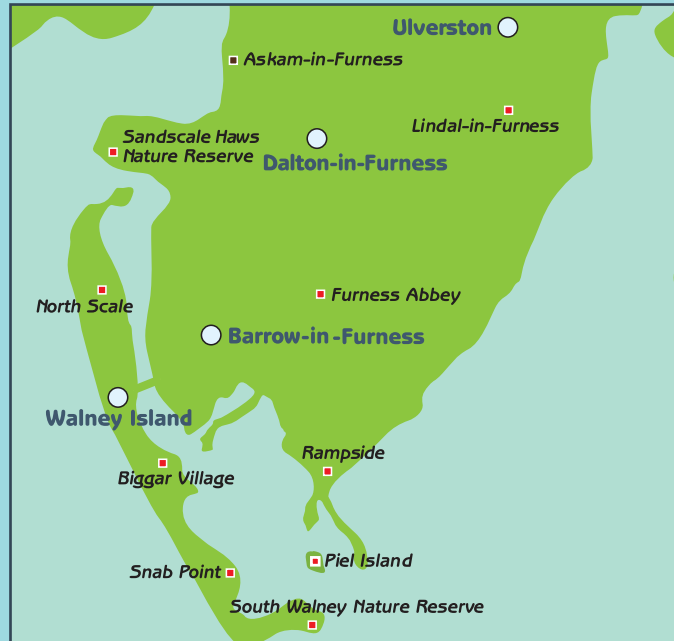 Ulverston
Askam-in-Furness
Lindal-in-Furness
Sandscale Haws
Nature Reserve
Dalton-in-Furness
Furness Abbey
North Scale
Barrow-in-Furness
Walney Island
Rampside
Biggar Village
Piel Island
Snab Point
South Walney Nature Reserve